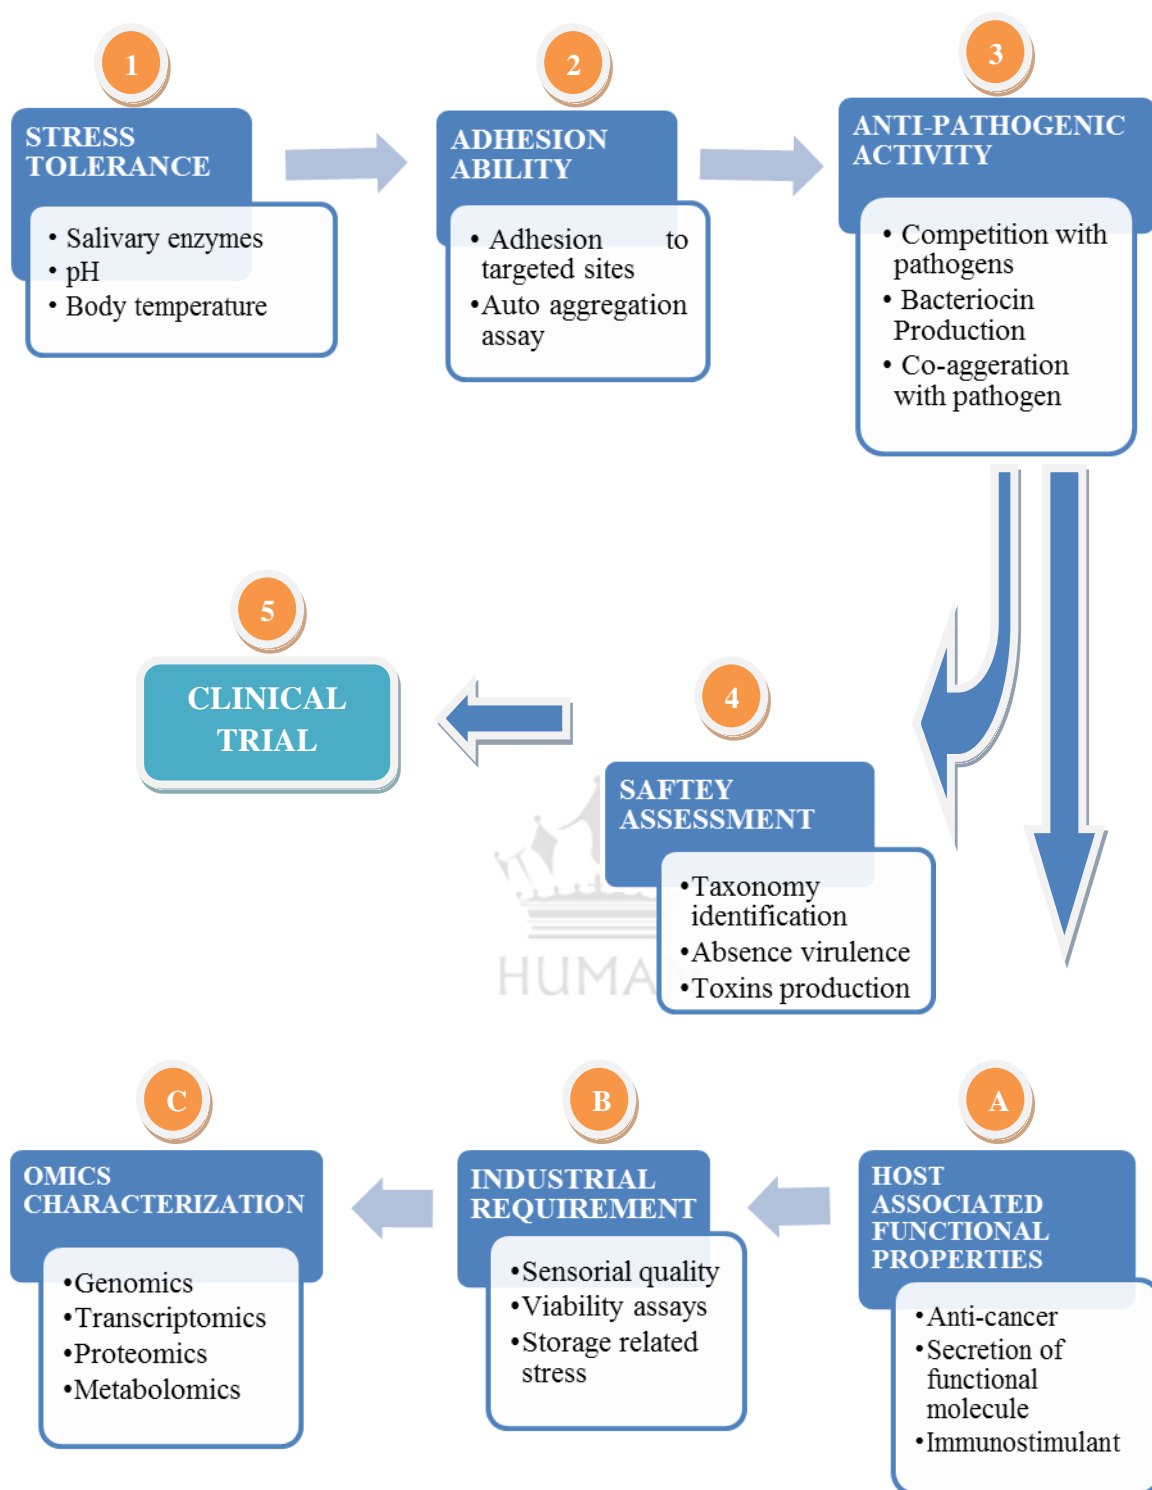 1
STRESS
TOLERANCE
• Salivary enzymes
• pH
• Body temperature
2
ADHESION
ABILITY
• Adhesion to
targeted sites
•Auto aggregation
assay
3
ANTI-PATHOGENIC
ACTIVITY
• Competition with
pathogens
• Bacteriocin
Production
• Co-aggeration
with pathogen
4
SAFTEY
ASSESSMENT
•Taxonomy
identification
•Absence virulence
•Toxins production
5
CLINICAL
TRIAL
HUMA
A
HOST
ASSOCIATED
FUNCTIONAL
PROPERTIES
•Anti-cancer
•Secretion of
functional
molecule
•Immunostimulant
B
INDUSTRIAL
REQUIREMENT
•Sensorial quality
•Viability assays
•Storage related
stress
C
OMICS
CHARACTERIZATION
•Genomics
•Transcriptomics
•Proteomics
•Metabolomics